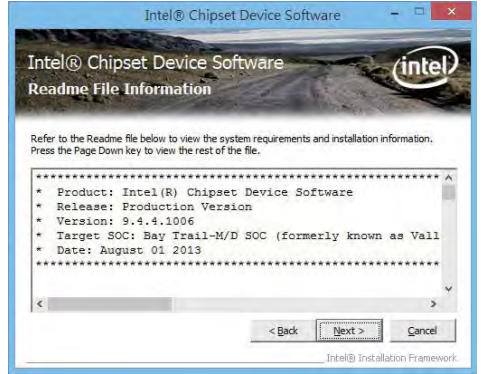 Intel® Chipset Device Software
Intel® Chipset Device Software
intel
Readme File Information
Refer to the Readme file below to view the system requirements and installation information.
Press the Page Down key to view the rest of the file.
*********************************************************
* Product: Intel(R) Chipset Device Software
* Release: Production Version
* Version: 9.4.4.1006
* Target SOC: Bay Trail-M/D SOC (formerly known as Vall
* Date: August 01 2013
*********************************************************
< Back
Next >
Cancel
Intel® Installation Framework